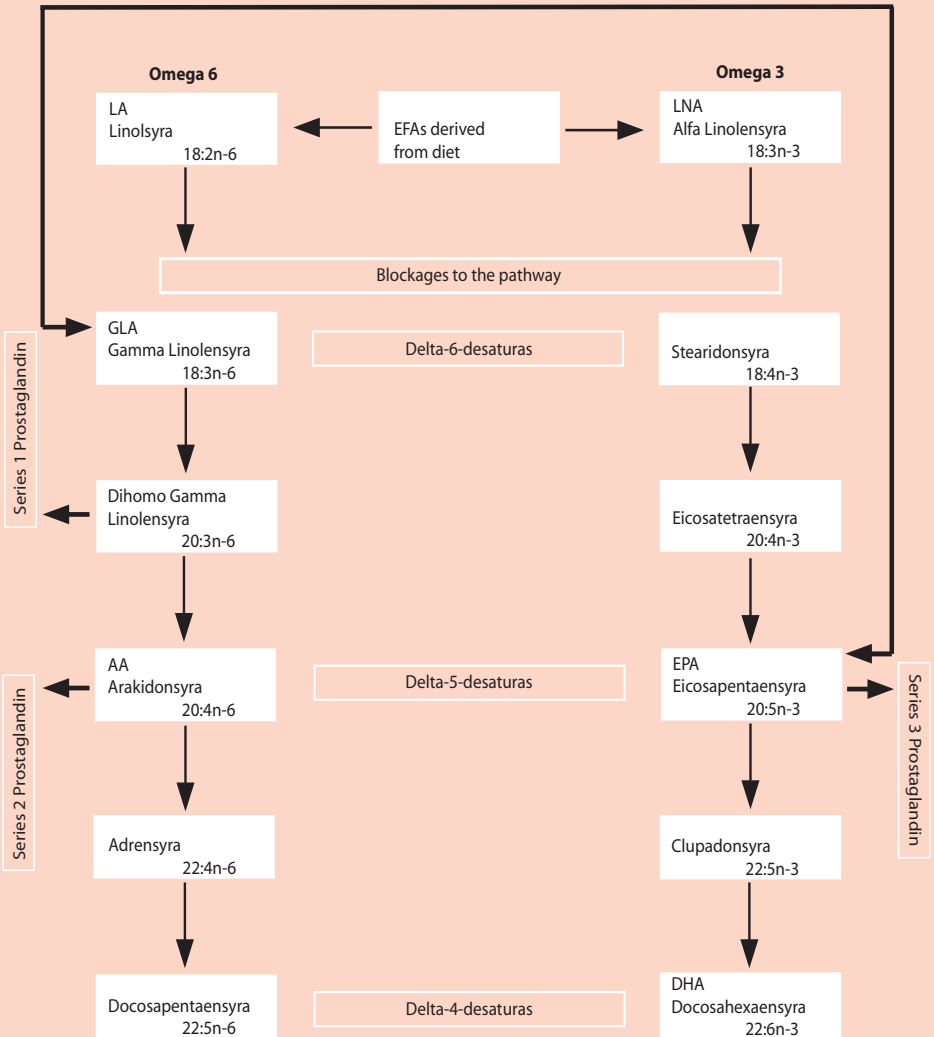 Omega 6
Omega 3
LA
Linolsyra
18:2n-6
EFAs derived
from diet
LNA
Alfa Linolensyra
18:3n-3
Blockages to the pathway
GLA
Gamma Linolensyra
18:3n-6
Delta-6-desaturas
Stearidonsyra
18:4n-3
Series 1 Prostaglandin
Dihomo Gamma
Linolensyra
20:3n-6
Eicosatetraensyra
20:4n-3
AA
Arakidonsyra
20:4n-6
Delta-5-desaturas
EPA
Eicosapentaensyra
20:5n-3
Series 2 Prostaglandin
Series 3 Prostaglandin
Adrensyra
22:4n-6
Clupadonsyra
22:5n-3
Docosapentaensyra
22:5n-6
Delta-4-desaturas
DHA
Docosahexaensyra
22:6n-3